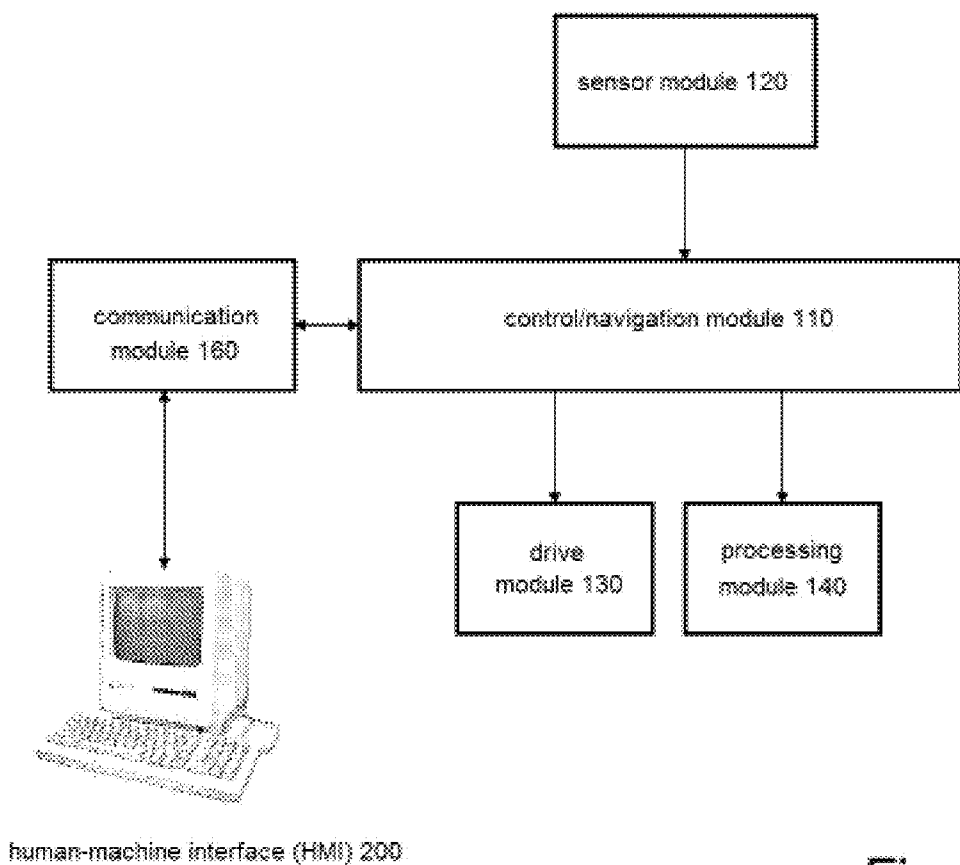 sensor module 120
communication
module 160
control/navigation module 110
drive
module 130
processing
module 140
human-machine interface (HMI) 200